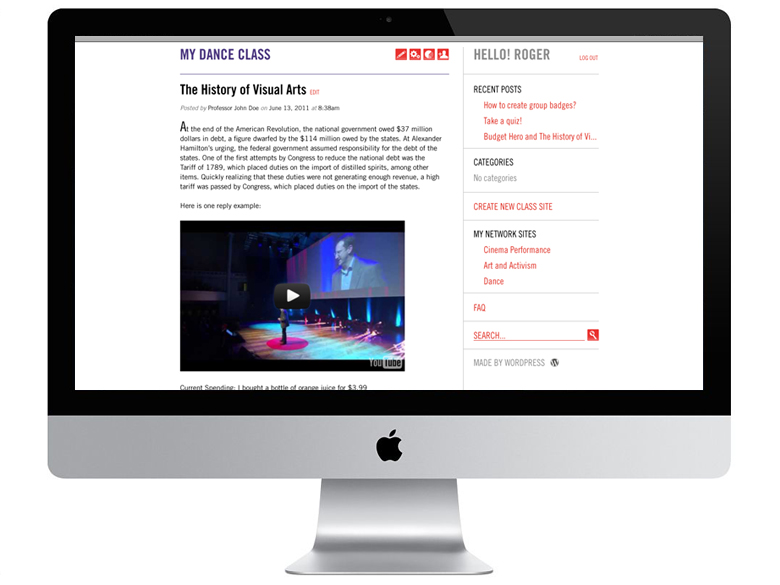 MY DANCE CLASS
The History of Visual Arts EDIT
Posted by Professor John Doe on June 13, 2011 at 8:38am
At the end of the American Revolution, the national government owed $37 million
dollars in debt, a figure dwarfed by the $114 million owed by the states. At Alexander
Hamilton's urging, the federal government assumed responsibility for the debt of the
states. One of the first attempts by Congress to reduce the national debt was the
Tariff of 1789, which placed duties on the import of distilled spirits, among other
items. Quickly realizing that these duties were not generating enough revenue, a high
tariff was passed by Congress, which placed duties on the import of the states.
Here is one reply example:
YouTube
Current Spending: I bought a bottle of orange juice for $3.99
HELLO! ROGER
LOG OUT
RECENT POSTS
How to create group badges?
Take a quiz!
Budget Hero and The History of Vi...
CATEGORIES
No categories
CREATE NEW CLASS SITE
MY NETWORK SITES
Cinema Performance
Art and Activism
Dance
FAQ
SEARCH...
MADE BY WORDPRESS